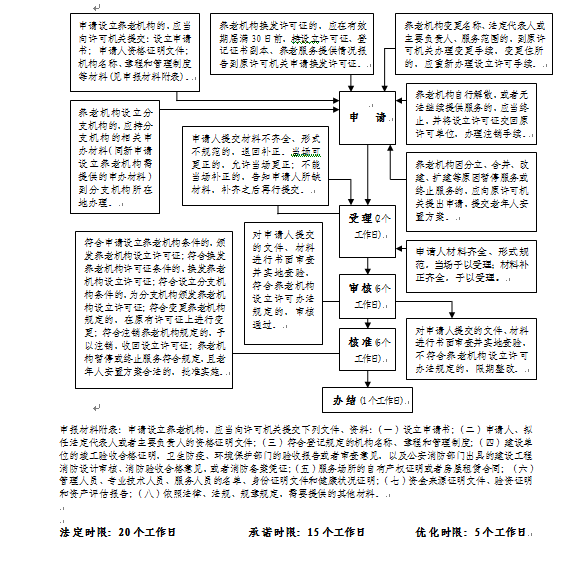 申请设立养老机构的,应当
向许可机关提交:设立申请
书; 申请人资格证明文件;
机构名称、章程和管理制度
等材料(见申报材料附表)。
养老机构换发许可证的,应在有效
期届满 30 日前,持设立许可证、登
记证书副本、养老服务提供情况报
告到原许可机关申请换发许可证。
养老机构变更名称、法定代表人或
主要负责人、服务范围的,到原许
可机关办理变更手续,变更住所
的,应重新办理设立许可手续。
养老机构设立分
支机构的,应持分
支机构的相关申
办材料(同新申请
设立养老机构需
提供的申办材料)
到分支机构所在
地办理。
申 请
养老机构自行解散,或者无
法继续提供服务的,应当终
止,并将设立许可证交回原
许可单位,办理注销手续。
申请人提交材料不齐全、形式
不规范的,退回补正。当场可
更正的,允许当场更正;不能
当场补正的,告知申请人所缺
材料,补齐之后再行提交。
养老机构因分立、合并、改
建、扩建等原因暂停服务或
终止服务的,应向原许可机
关提出申请,提交老年人安
置方案。
受理(2个
工作日)
对申请人提交
的文件、材料
进行书面审查
并实地查验,
符合养老机构
设立许可办法
规定的,审核
通过。
符合申请设立养老机构条件的,颁
发养老机构设立许可证;符合换发
养老机构许可证条件的,换发养老
机构设立许可证;符合设立分支机
构条件的,为分支机构颁发养老机
构设立许可证;符合变更养老机构
规定的,在原有许可证上进行变
更;符合注销养老机构规定的,予
以注销,收回设立许可证;养老机
构暂停或终止服务符合规定,且老
年人安置方案合法的,批准实施。
申请人材料齐全、形式规
范,当场予以受理;材料补
正齐全,予以受理。
审核(6个
工作日)
核准(6个
工作日)
对申请人提交的文件、材料
进行书面审查并实地查验,
不符合养老机构设立许可
办法规定的,限期整改。
办结(1个工作日)
申报材料附表:申请设立养老机构,应当向许可机关提交下列文件、资料:(一)设立申请书;(二)申请人、拟
任法定代表人或者主要负责人的资格证明文件;(三)符合登记规定的机构名称、章程和管理制度;(四)建设单
位的竣工验收合格证明,卫生防疫、环境保护部门的验收报告或者审查意见,以及公安消防部门出具的建设工程
消防设计审核、消防验收合格意见,或者消防备案凭证;(五)服务场所的自有产权证明或者房屋租赁合同;(六)
管理人员、专业技术人员、服务人员的名单、身份证明文件和健康状况证明;(七)资金来源证明文件、验资证明
和资产评估报告;(八)依照法律、法规、规章规定,需要提供的其他材料。
法定时限:20个工作日 承诺时限:15个工作日 优化时限:5个工作日